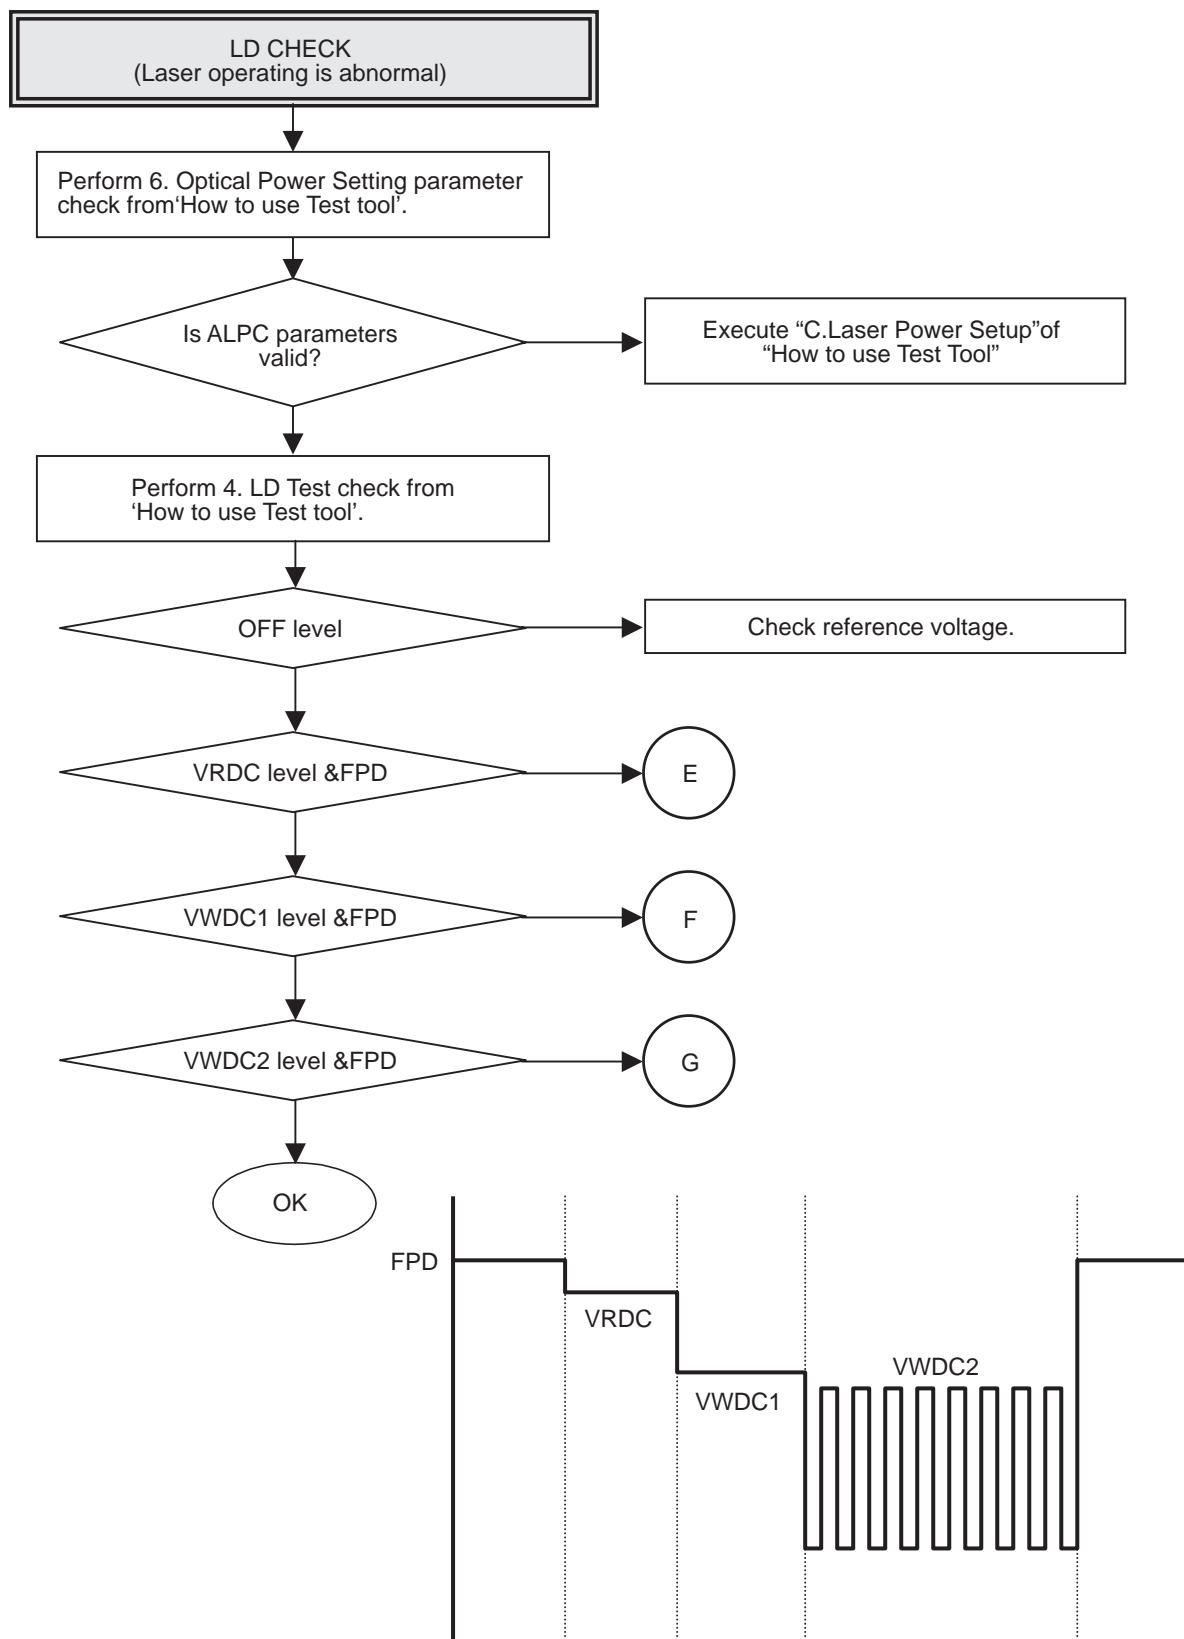 LD CHECK
(Laser operating is abnormal)
Perform 6. Optical Power Setting parameter
check from‘How to use Test tool’.
Is ALPC parameters
valid?
Execute “C.Laser Power Setup”of
“How to use Test Tool”
Perform 4. LD Test check from
‘How to use Test tool’.
OFF level
Check reference voltage.
VRDC level &FPD
E
VWDC1 level &FPD
F
VWDC2 level &FPD
G
OK
FPD
VRDC
VWDC1
VWDC2